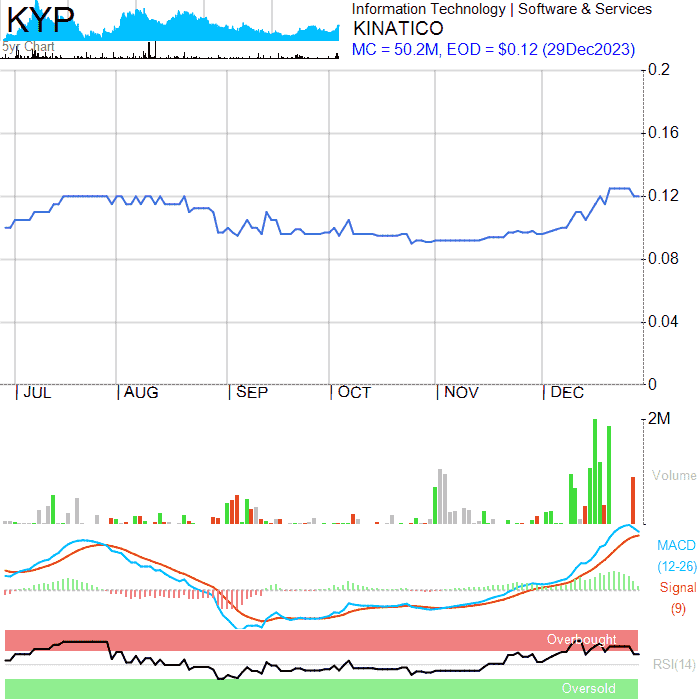 KYP
5yr Chart
Information Technology | Software & Services
KINATICO
MC = 50.2M, EOD = $0.12 (29Dec2023)
0.2
0.16
0.12
0.08
0.04
0
| JUL | AUG | SEP | OCT | NOV | DEC
2M
Volume
MACD
(12-26)
Signal
(9)
Overbought
RSI(14)
Oversold